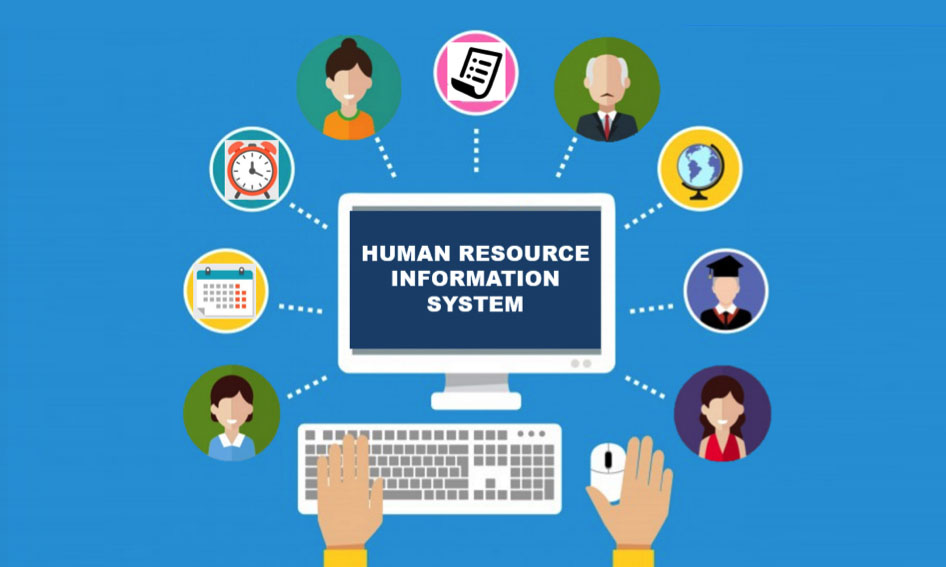 HUMAN RESOURCE
INFORMATION
SYSTEM